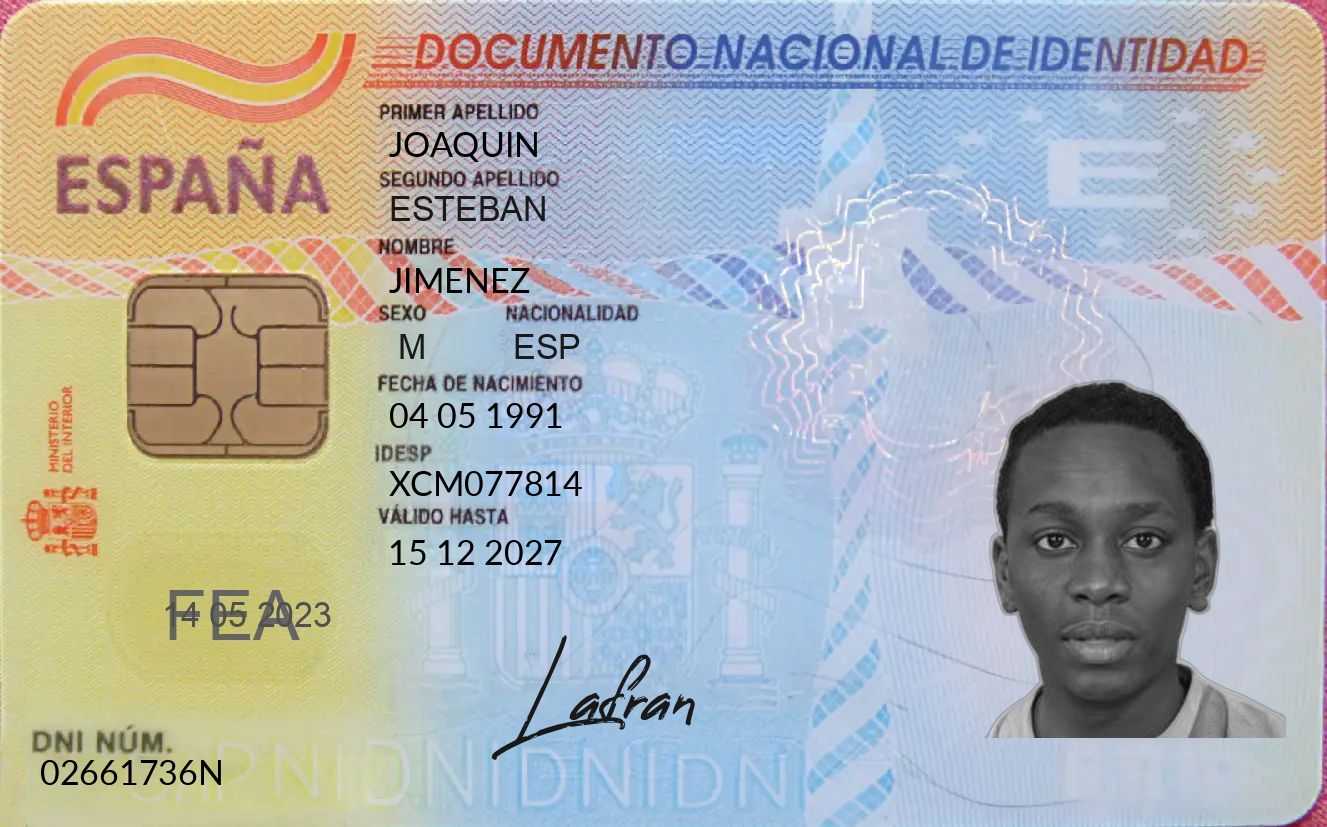 DOCUMENTO NACIONAL DE IDENTIDAD
ESPAÑA
PRIMER APELLIDO
JOAQUIN
SEGUNDO APELLIDO
ESTEBAN
NOMBRE
JIMENEZ
SEXO NACIONALIDAD
M ESP
FECHA DE NACIMIENTO
04 05 1991
IDESP
XCM077814
VÁLIDO HASTA
15 12 2027
MINISTERIO
DEL INTERIOR
E
FEA
14 05 2023
Lafran
DNI NÚM.
02661736N
DNIDNIDNIDNI